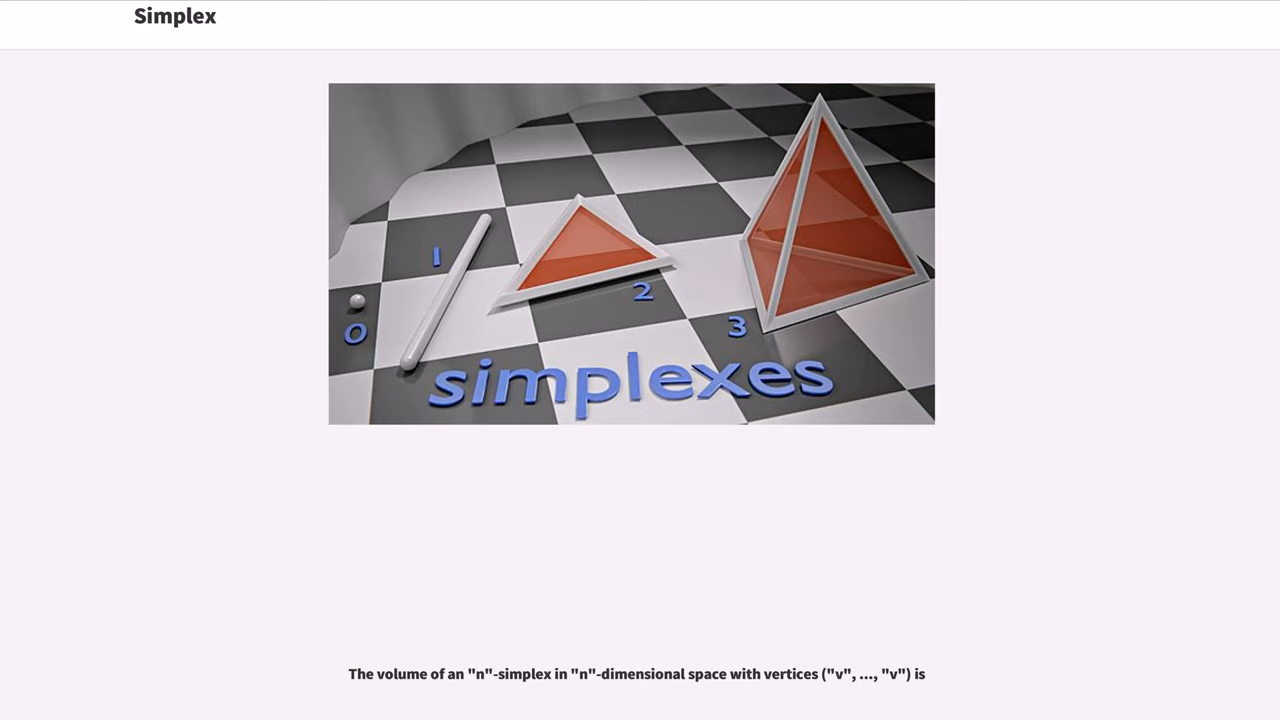 Simplex
1
2
0
3
simplexes
The volume of an "n"-simplex in "n"-dimensional space with vertices ("v", ..., "v") is